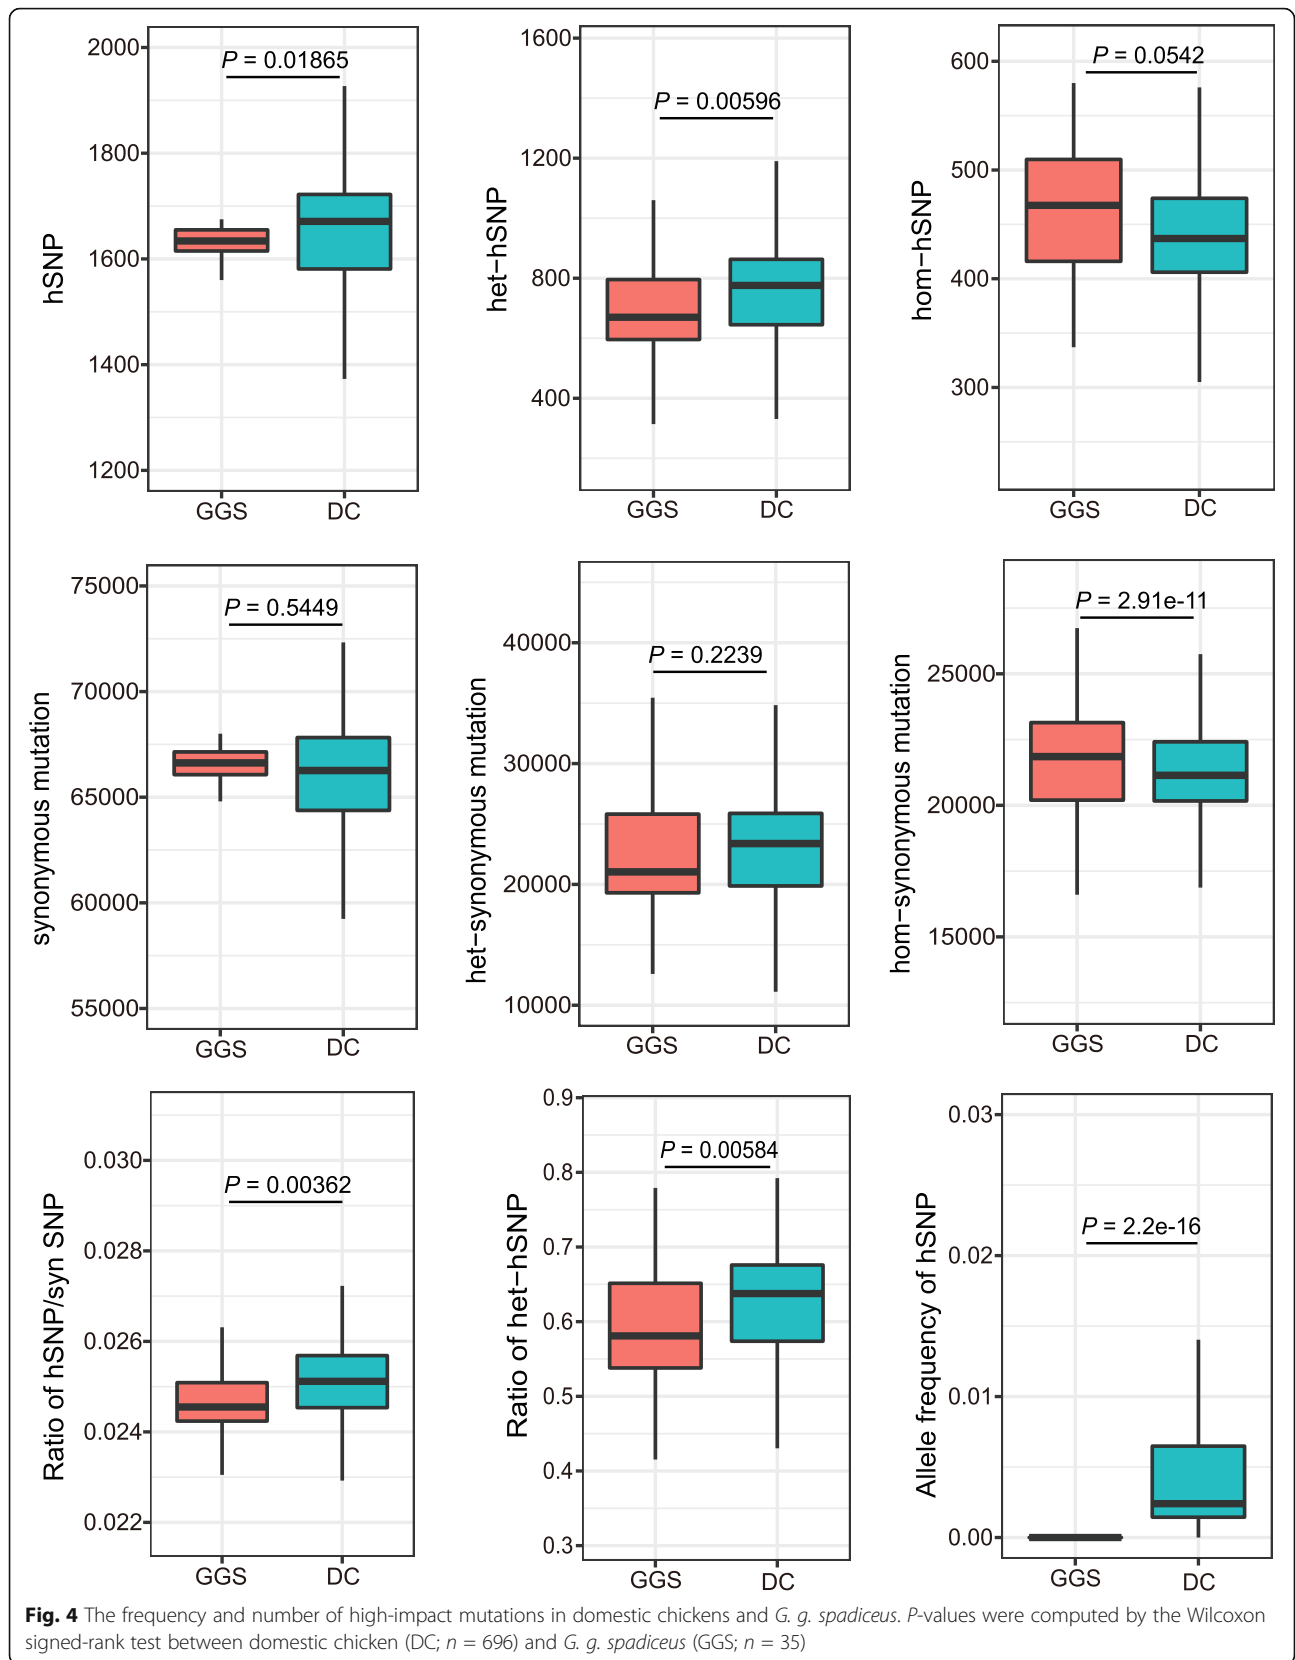 hSNP
2000
1800
1600
1400
1200
P = 0.01865
GGS DC
het−hSNP
1600
1200
800
400
P = 0.00596
GGS DC
hom−hSNP
600
500
400
300
P = 0.0542
GGS DC
synonymous mutation
75000
70000
65000
60000
55000
P = 0.5449
GGS DC
het−synonymous mutation
40000
30000
20000
10000
P = 0.2239
GGS DC
hom−synonymous mutation
25000
20000
15000
P = 2.91e-11
GGS DC
Ratio of hSNP/syn SNP
0.030
0.028
0.026
0.024
0.022
P = 0.00362
GGS DC
Ratio of het−hSNP
0.9
0.8
0.7
0.6
0.5
0.4
0.3
P = 0.00584
GGS DC
Allele frequency of hSNP
0.03
0.02
0.01
0.00
P = 2.2e-16
GGS DC
Fig. 4 The frequency and number of high-impact mutations in domestic chickens and G. g. spadiceus. P-values were computed by the Wilcoxon
signed-rank test between domestic chicken (DC; n = 696) and G. g. spadiceus (GGS; n = 35)